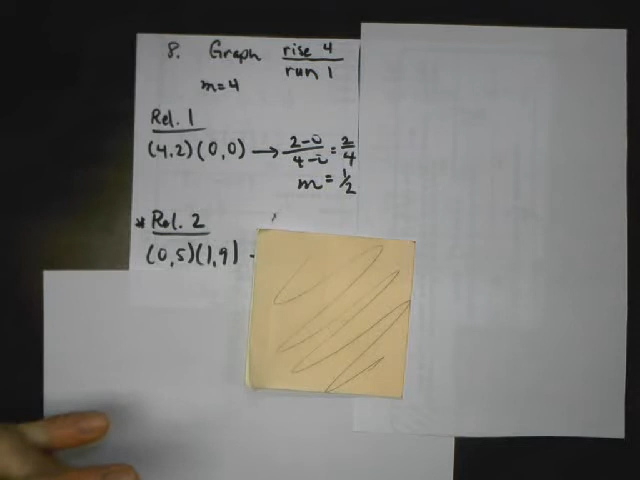 8. Graph rise 4
run 1
m=4
Rel. 1
(4,2)(0,0) → 2-0/4-0 = 2/4
m = 1/2
* Rel. 2
(0,5)(1,9)